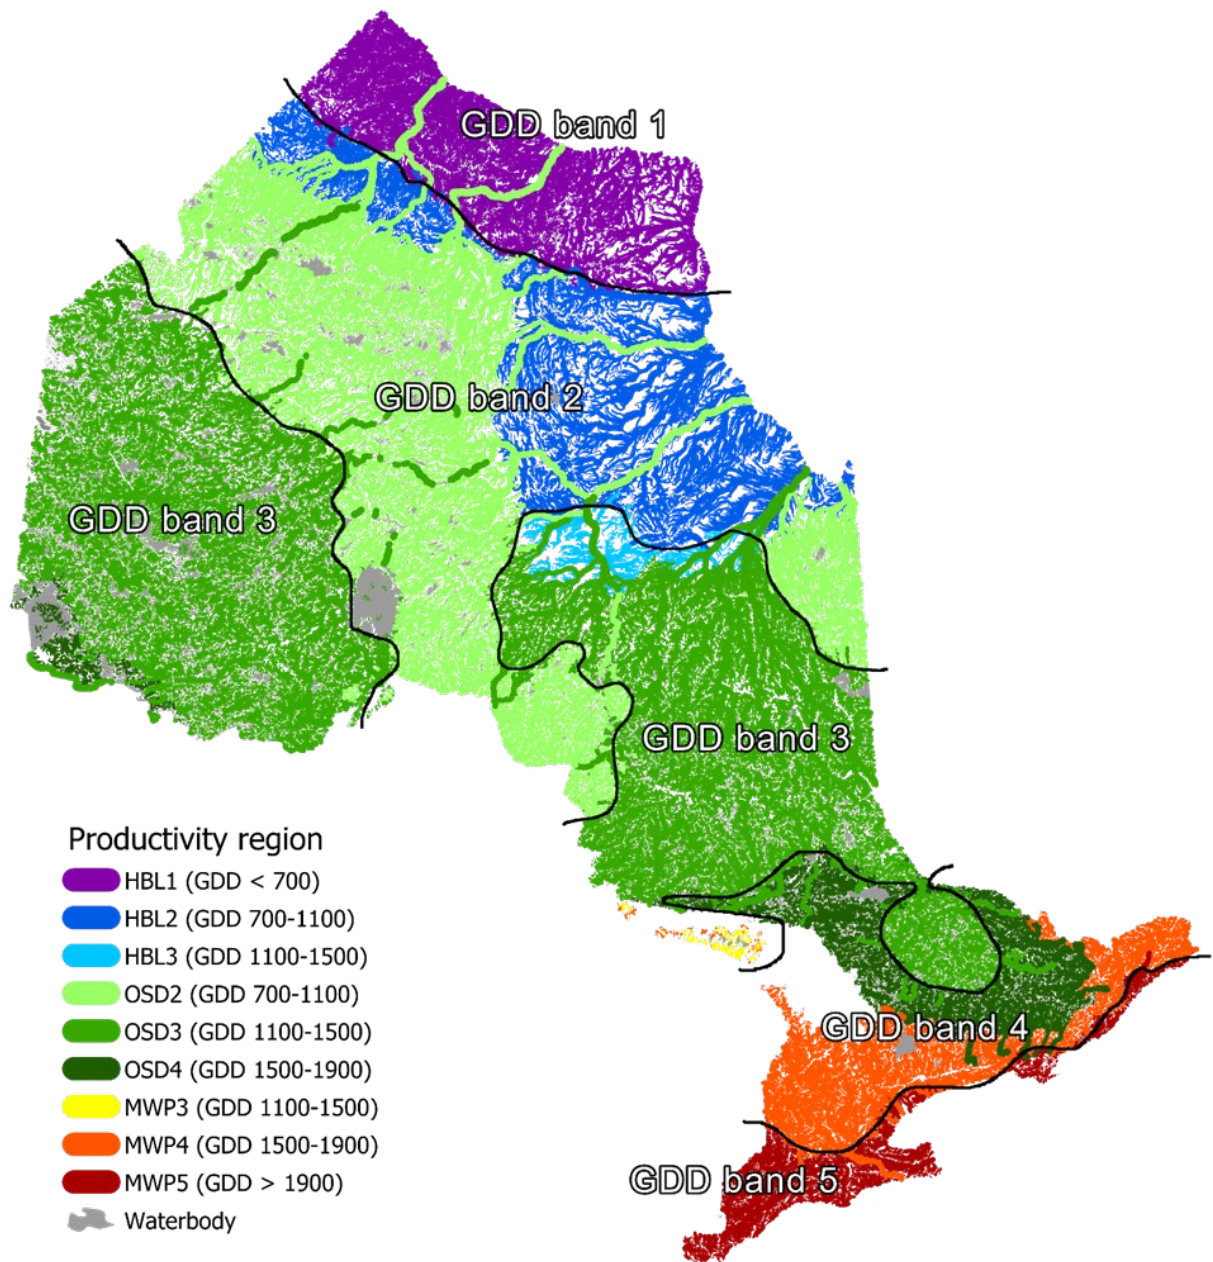 GDD band 1
GDD band 2
GDD band 3
GDD band 3
Productivity region
HBL1 (GDD < 700)
HBL2 (GDD 700-1100)
HBL3 (GDD 1100-1500)
OSD2 (GDD 700-1100)
OSD3 (GDD 1100-1500)
OSD4 (GDD 1500-1900)
MWP3 (GDD 1100-1500)
MWP4 (GDD 1500-1900)
MWP5 (GDD > 1900)
Waterbody
GDD band 4
GDD band 5